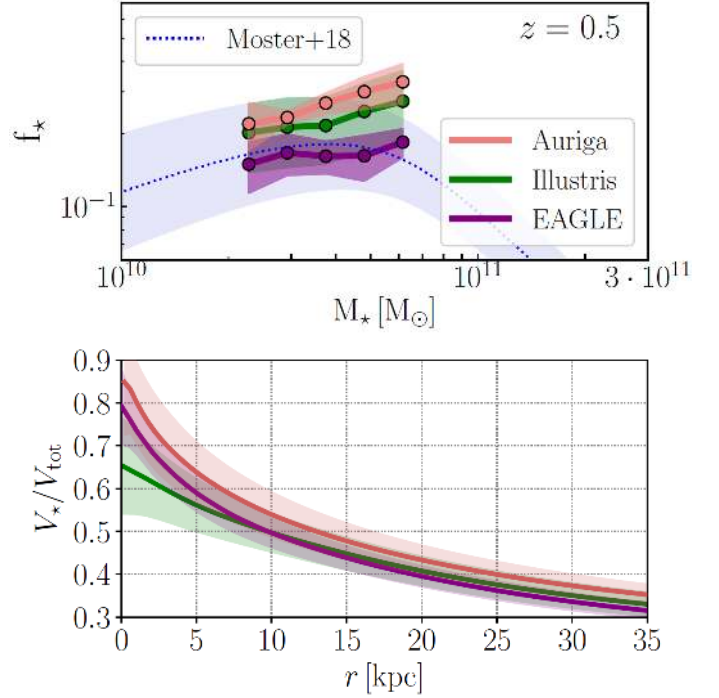 Moster+18
z = 0.5
f⋆
Auriga
Illustris
EAGLE
10⁻¹
10¹⁰
10¹¹
3 · 10¹¹
M⋆ [M⊙]
0.9
0.8
0.7
0.6
0.5
0.4
0.3
V⋆/Vtot
0
5
10
15
20
25
30
35
r [kpc]